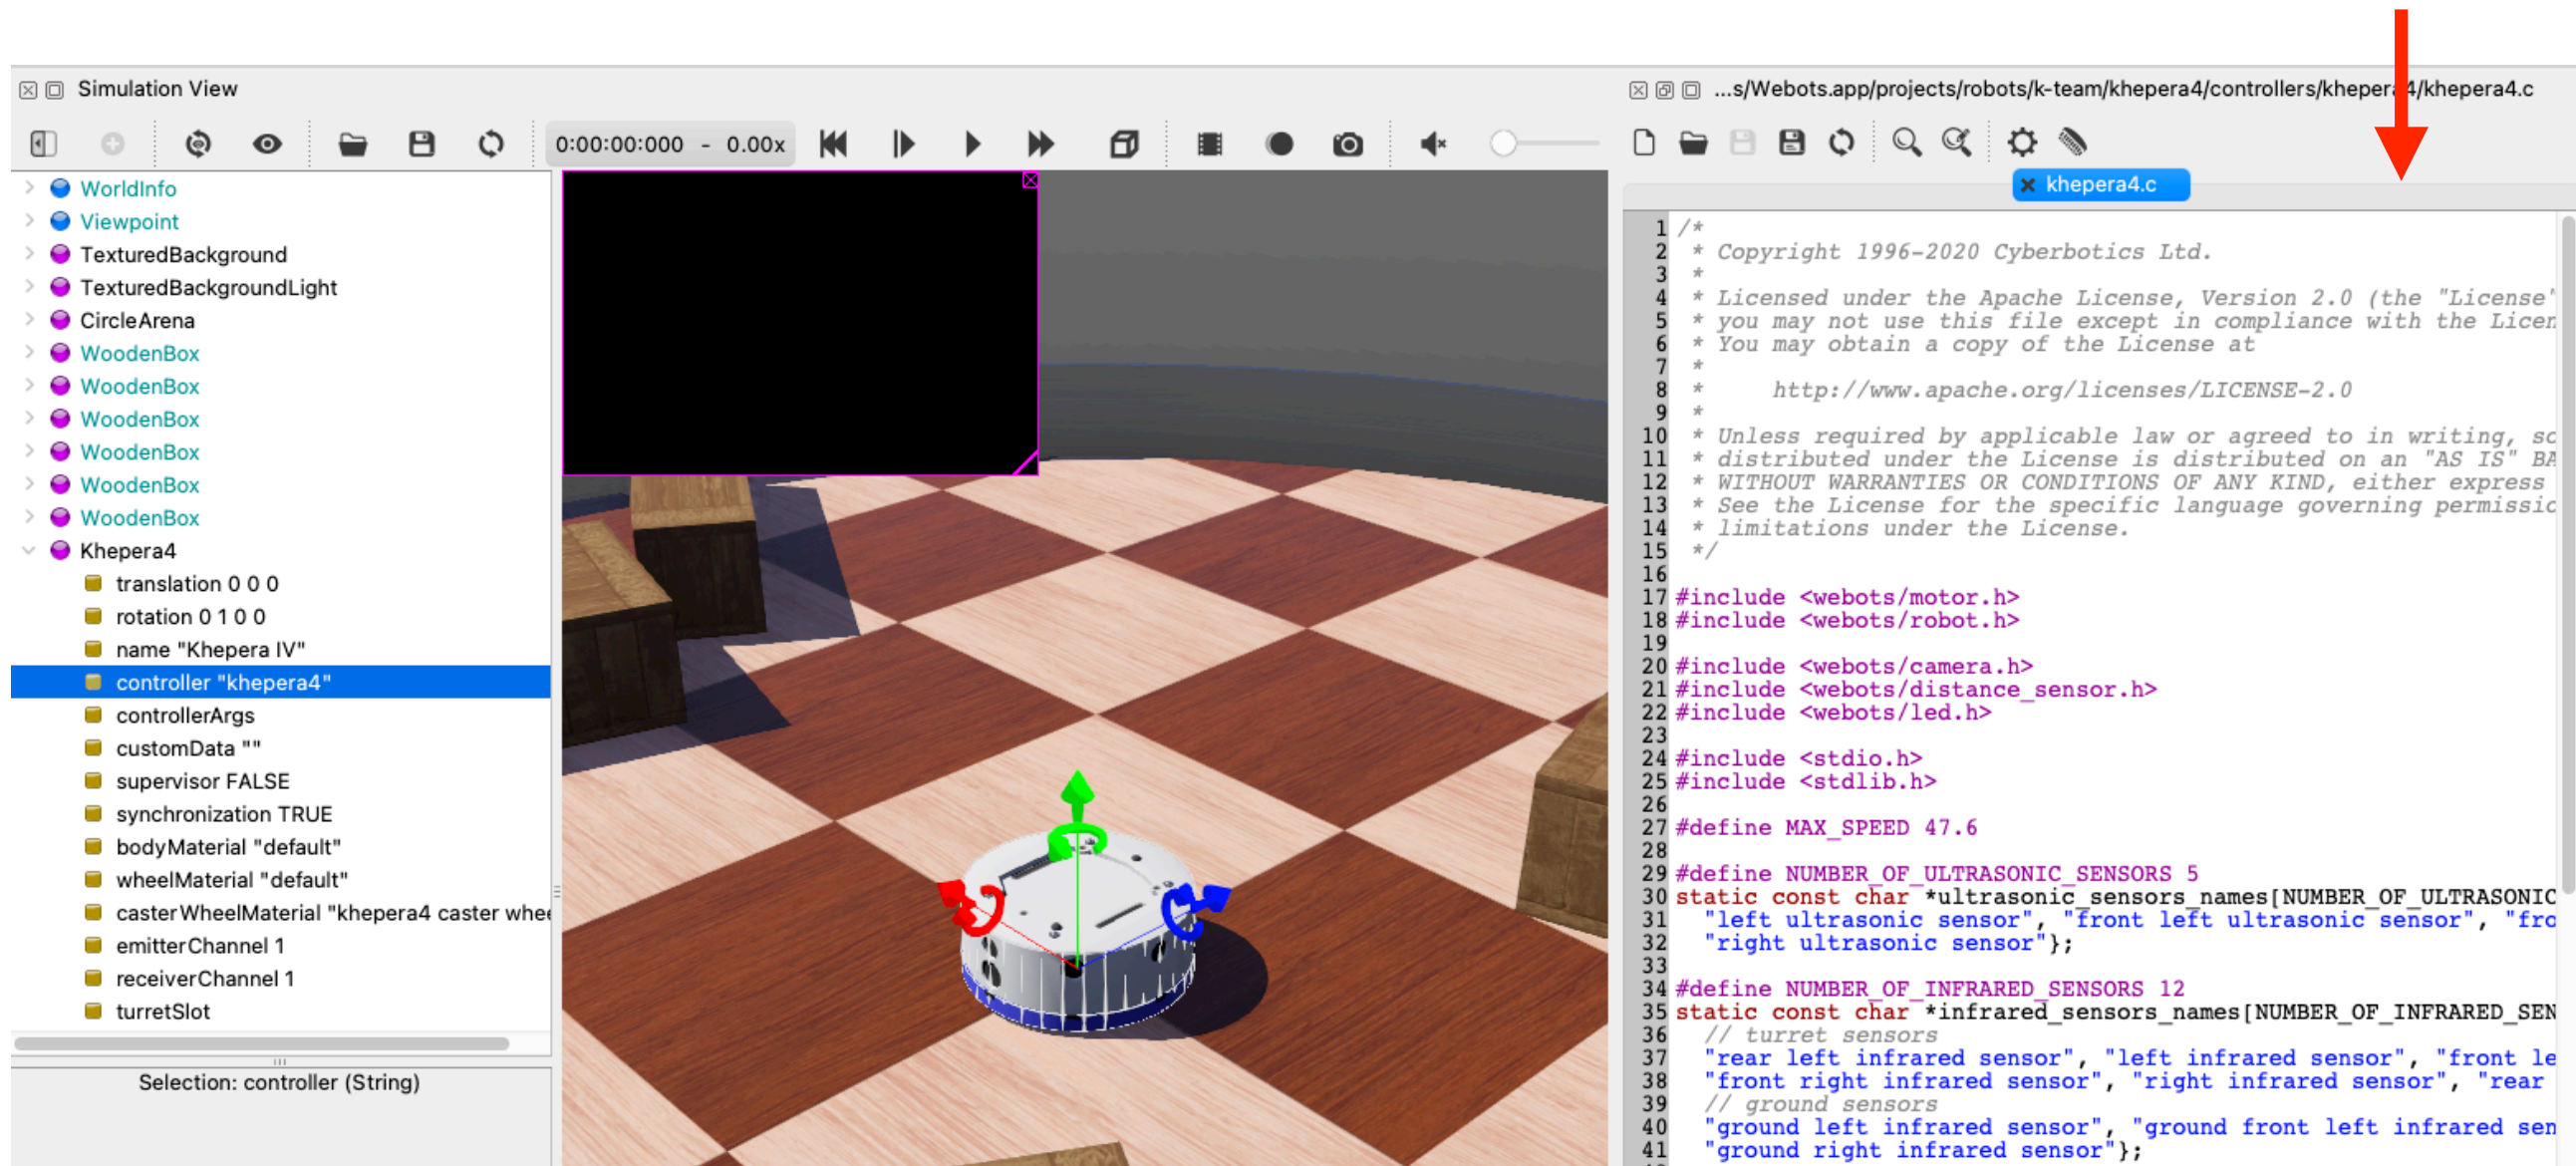 Simulation View
0:00:00:000 - 0.00x
WorldInfo
Viewpoint
TexturedBackground
TexturedBackgroundLight
CircleArena
WoodenBox
WoodenBox
WoodenBox
WoodenBox
WoodenBox
WoodenBox
Khepera4
translation 0 0 0
rotation 0 1 0 0
name "Khepera IV"
controller "khepera4"
controllerArgs
customData ""
supervisor FALSE
synchronization TRUE
bodyMaterial "default"
wheelMaterial "default"
casterWheelMaterial "khepera4 caster whee
emitterChannel 1
receiverChannel 1
turretSlot
Selection: controller (String)
...s/Webots.app/projects/robots/k-team/khepera4/controllers/khepera4/khepera4.c
khepera4.c
1 /*
2  * Copyright 1996-2020 Cyberbotics Ltd.
3  *
4  * Licensed under the Apache License, Version 2.0 (the "License"
5  * you may not use this file except in compliance with the Licen
6  * You may obtain a copy of the License at
7  *
8  *     http://www.apache.org/licenses/LICENSE-2.0
9  *
10  * Unless required by applicable law or agreed to in writing, so
11  * distributed under the License is distributed on an "AS IS" BA
12  * WITHOUT WARRANTIES OR CONDITIONS OF ANY KIND, either express
13  * See the License for the specific language governing permissio
14  * limitations under the License.
15  */
16
17 #include <webots/motor.h>
18 #include <webots/robot.h>
19
20 #include <webots/camera.h>
21 #include <webots/distance_sensor.h>
22 #include <webots/led.h>
23
24 #include <stdio.h>
25 #include <stdlib.h>
26
27 #define MAX_SPEED 47.6
28
29 #define NUMBER_OF_ULTRASONIC_SENSORS 5
30 static const char *ultrasonic_sensors_names[NUMBER_OF_ULTRASONIC
31   "left ultrasonic sensor", "front left ultrasonic sensor", "fro
32   "right ultrasonic sensor"};
33
34 #define NUMBER_OF_INFRARED_SENSORS 12
35 static const char *infrared_sensors_names[NUMBER_OF_INFRARED_SEN
36   // turret sensors
37   "rear left infrared sensor", "left infrared sensor", "front le
38   "front right infrared sensor", "right infrared sensor", "rear
39   // ground sensors
40   "ground left infrared sensor", "ground front left infrared sen
41   "ground right infrared sensor"};